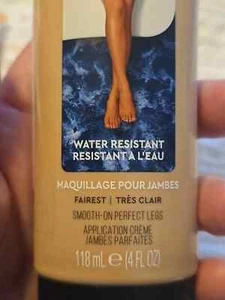 WATER RESISTANT
RESISTANT À L'EAU
MAQUILLAGE POUR JAMBES
FAIREST | TRÈS CLAIR
SMOOTH-ON PERFECT LEGS
APPLICATION CRÈME
JAMBES PARFAITES
118 mL ℮ (4 FL OZ)